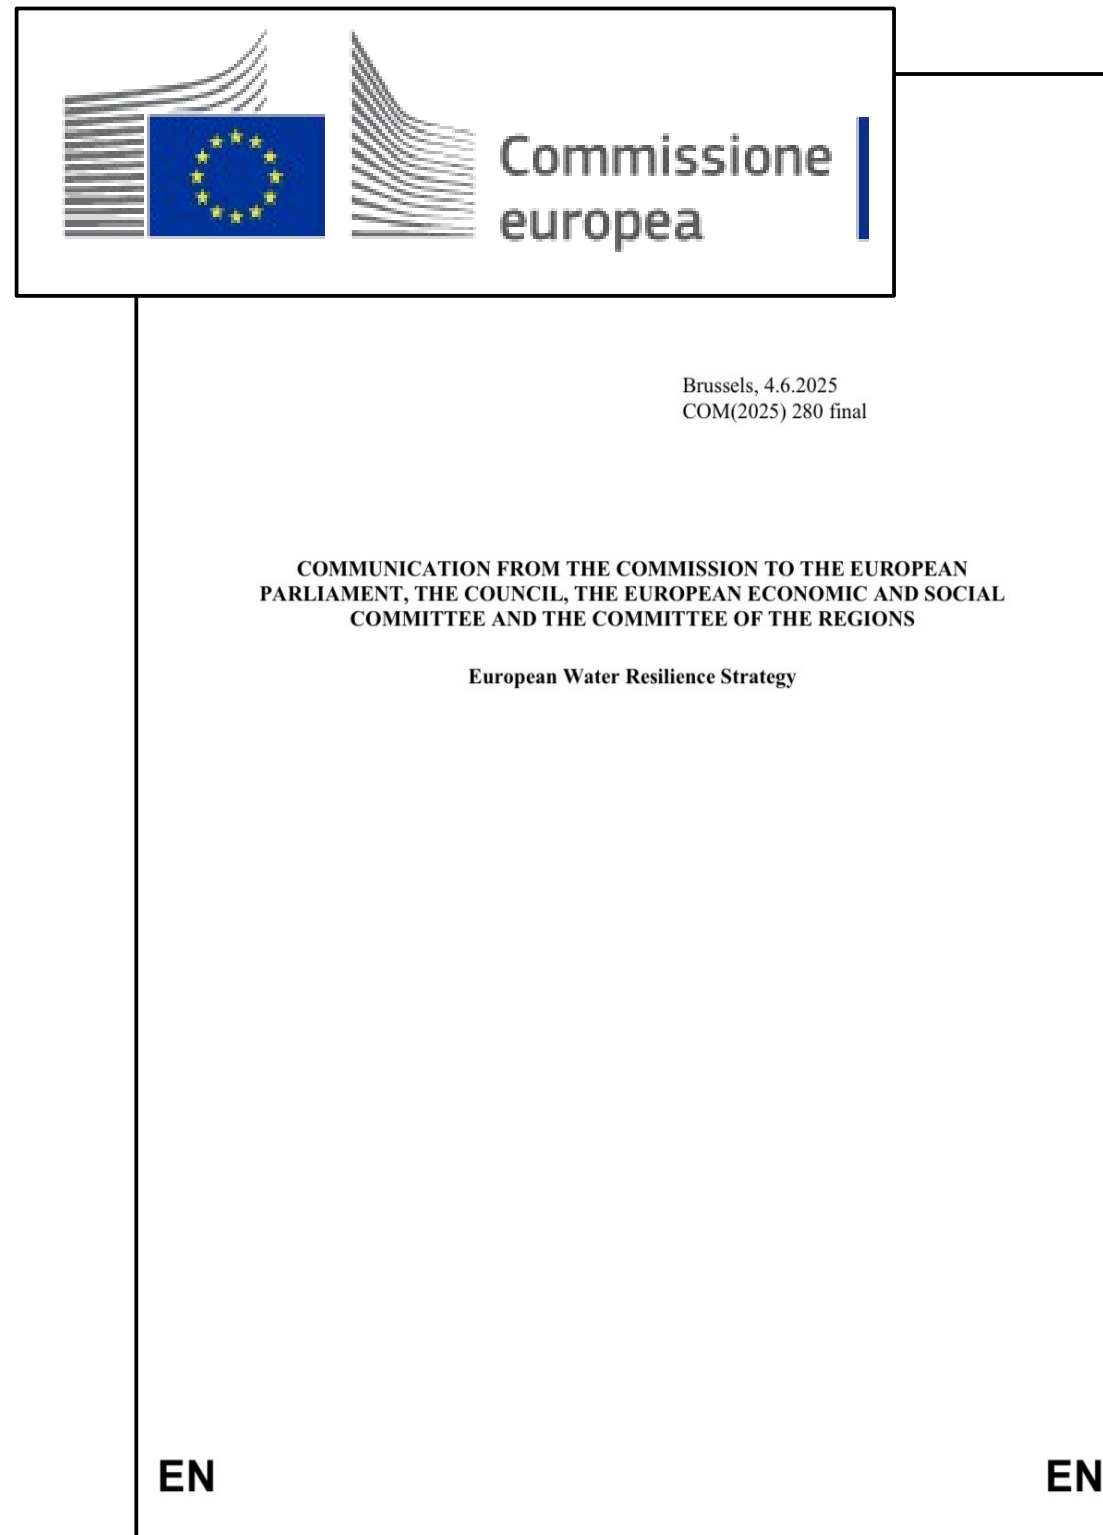 Commissione
europea
Brussels, 4.6.2025
COM(2025) 280 final
COMMUNICATION FROM THE COMMISSION TO THE EUROPEAN
PARLIAMENT, THE COUNCIL, THE EUROPEAN ECONOMIC AND SOCIAL
COMMITTEE AND THE COMMITTEE OF THE REGIONS
European Water Resilience Strategy
EN EN